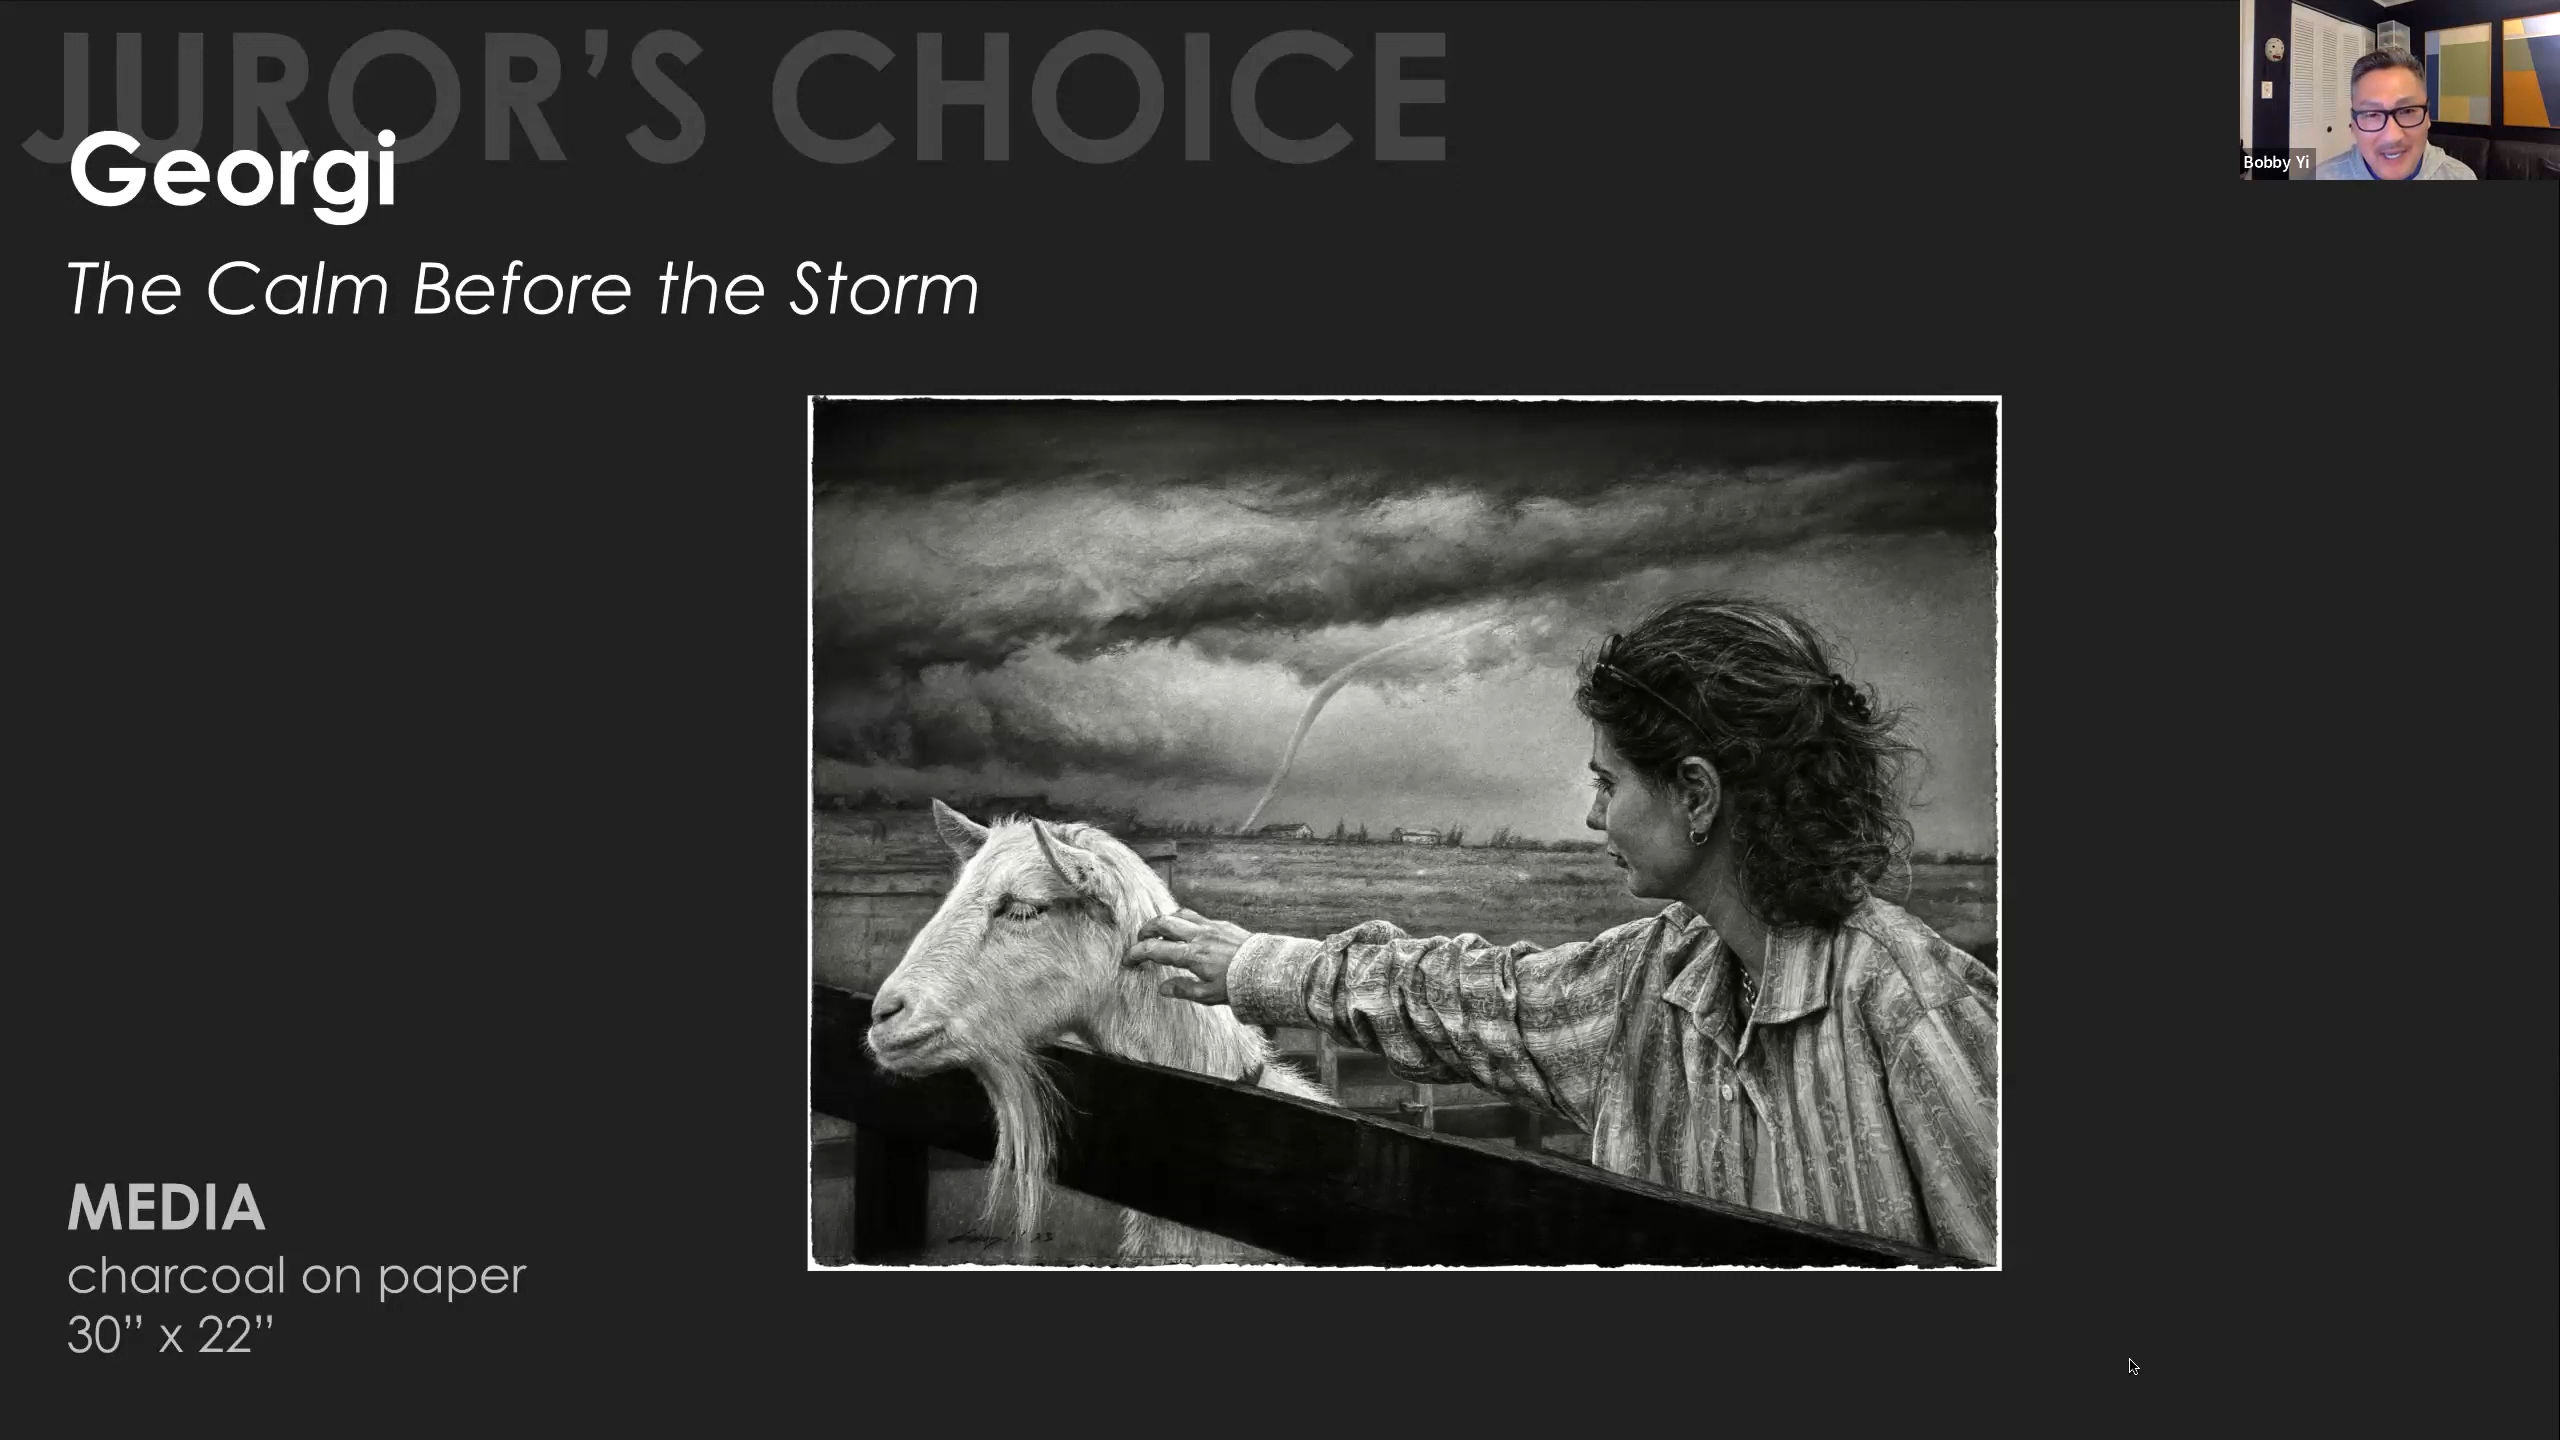 JUROR’S CHOICE
Georgi
The Calm Before the Storm
Bobby Yi
MEDIA
charcoal on paper
30” x 22”